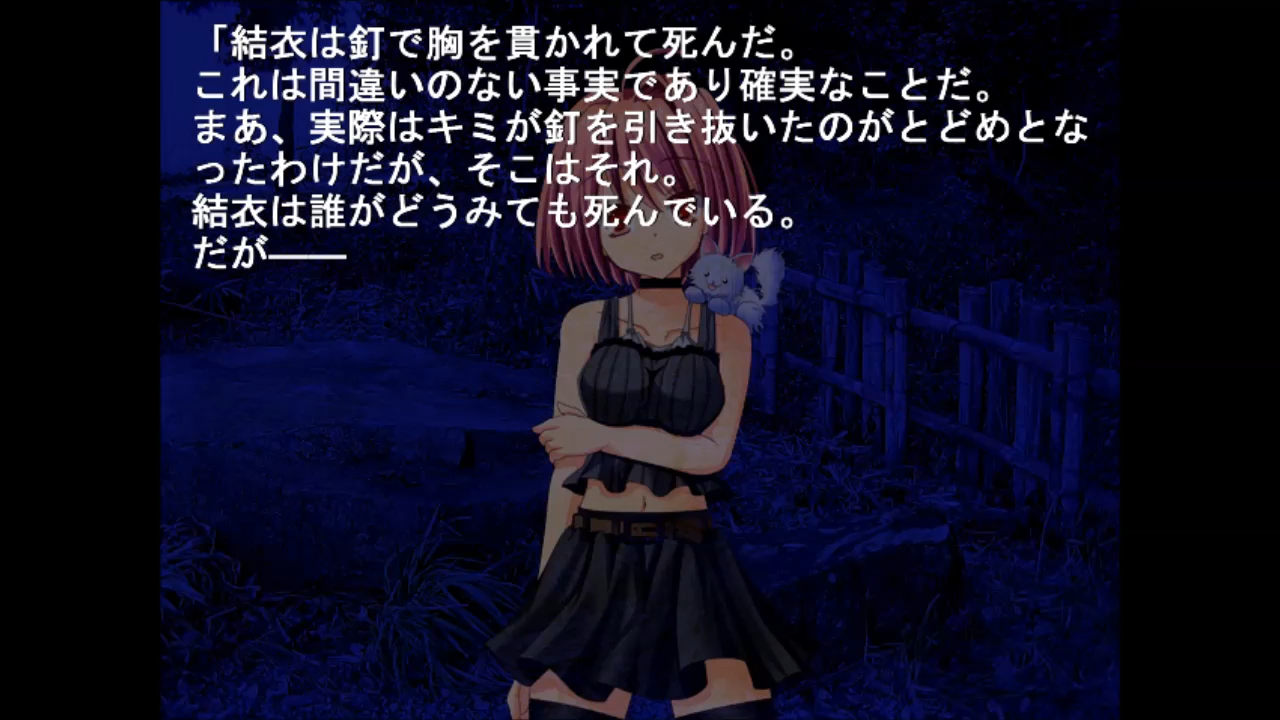 「結衣は釘で胸を貫かれて死んだ。
これは間違いのない事実であり確実なことだ。
まあ、実際はキミが釘を引き抜いたのがとどめとな
ったわけだが、そこはそれ。
結衣は誰がどうみても死んでいる。
だが――